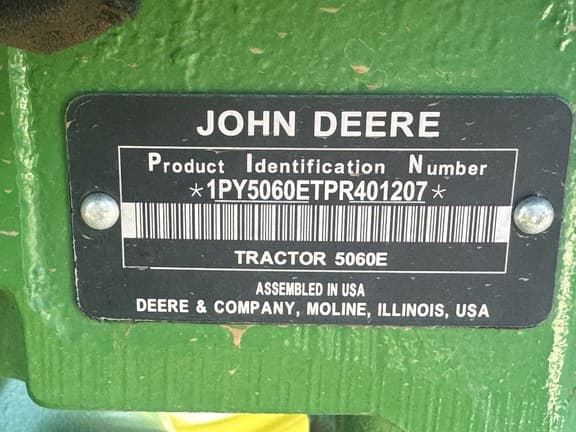 JOHN DEERE
Product Identification Number
*1PY5060ETPR401207*
TRACTOR 5060E
ASSEMBLED IN USA
DEERE & COMPANY, MOLINE, ILLINOIS, USA